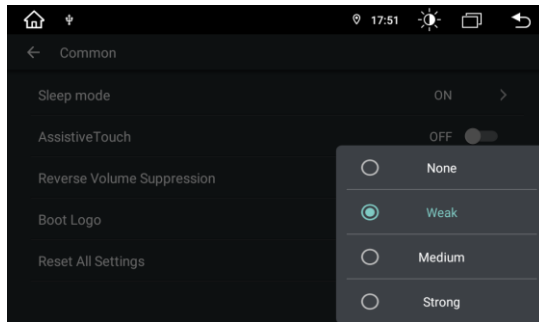 17:51
Common
Sleep mode ON
AssistiveTouch OFF
Reverse Volume Suppression
None
Weak
Boot Logo
Reset All Settings
Medium
Strong